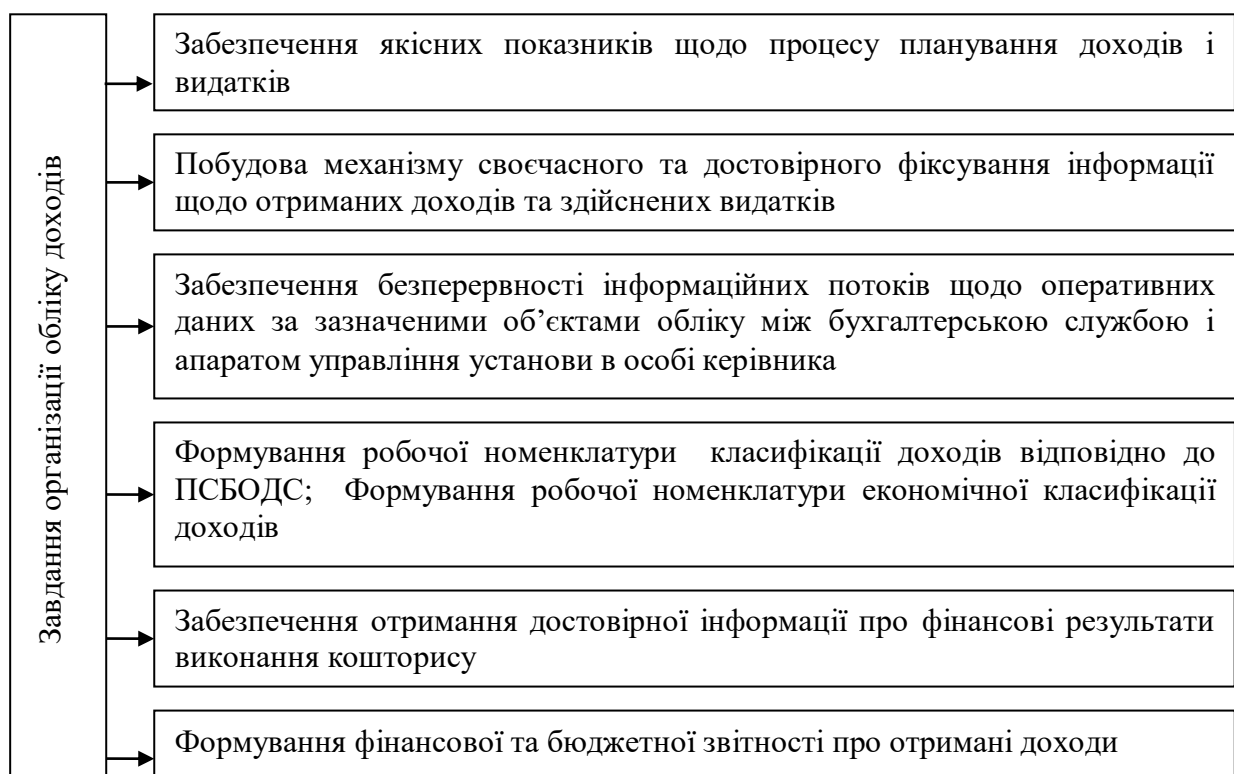 Завдання організації обліку доходів
Забезпечення якісних показників щодо процесу планування доходів і
видатків
Побудова механізму своєчасного та достовірного фіксування інформації
щодо отриманих доходів та здійснених видатків
Забезпечення безперервності інформаційних потоків щодо оперативних
даних за зазначеними об’єктами обліку між бухгалтерською службою і
апаратом управління установи в особі керівника
Формування робочої номенклатури класифікації доходів відповідно до
ПСБОДС; Формування робочої номенклатури економічної класифікації
доходів
Забезпечення отримання достовірної інформації про фінансові результати
виконання кошторису
Формування фінансової та бюджетної звітності про отримані доходи